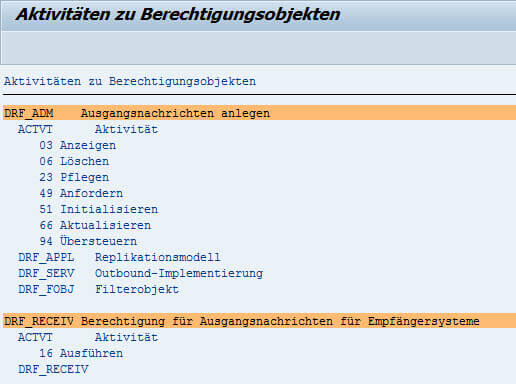 Aktivitäten zu Berechtigungsobjekten
Aktivitäten zu Berechtigungsobjekten
DRF_ADM Ausgangsnachrichten anlegen
ACTVT Aktivität
03 Anzeigen
06 Löschen
23 Pflegen
49 Anfordern
51 Initialisieren
66 Aktualisieren
94 Übersteuern
DRF_APPL Replikationsmodell
DRF_SERV Outbound-Implementierung
DRF_FOBJ Filterobjekt
DRF_RECEIV Berechtigung für Ausgangsnachrichten für Empfängersysteme
ACTVT Aktivität
16 Ausführen
DRF_RECEIV